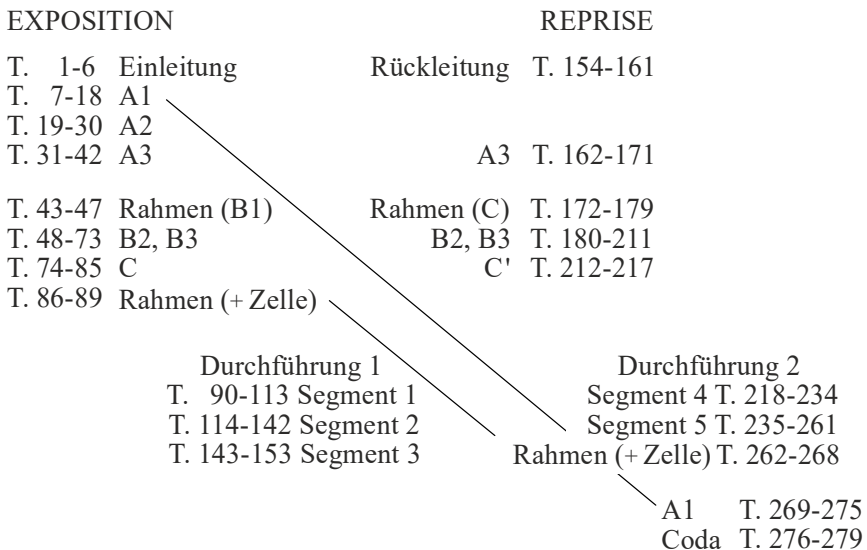 EXPOSITION REPRISE
T. 1-6 Einleitung Rückleitung T. 154-161
T. 7-18 A1
T. 19-30 A2
T. 31-42 A3 A3 T. 162-171
T. 43-47 Rahmen (B1) Rahmen (C) T. 172-179
T. 48-73 B2, B3 B2, B3 T. 180-211
T. 74-85 C C' T. 212-217
T. 86-89 Rahmen (+ Zelle)
Durchführung 1 Durchführung 2
T. 90-113 Segment 1 Segment 4 T. 218-234
T. 114-142 Segment 2 Segment 5 T. 235-261
T. 143-153 Segment 3 Rahmen (+ Zelle) T. 262-268
A1 T. 269-275
Coda T. 276-279